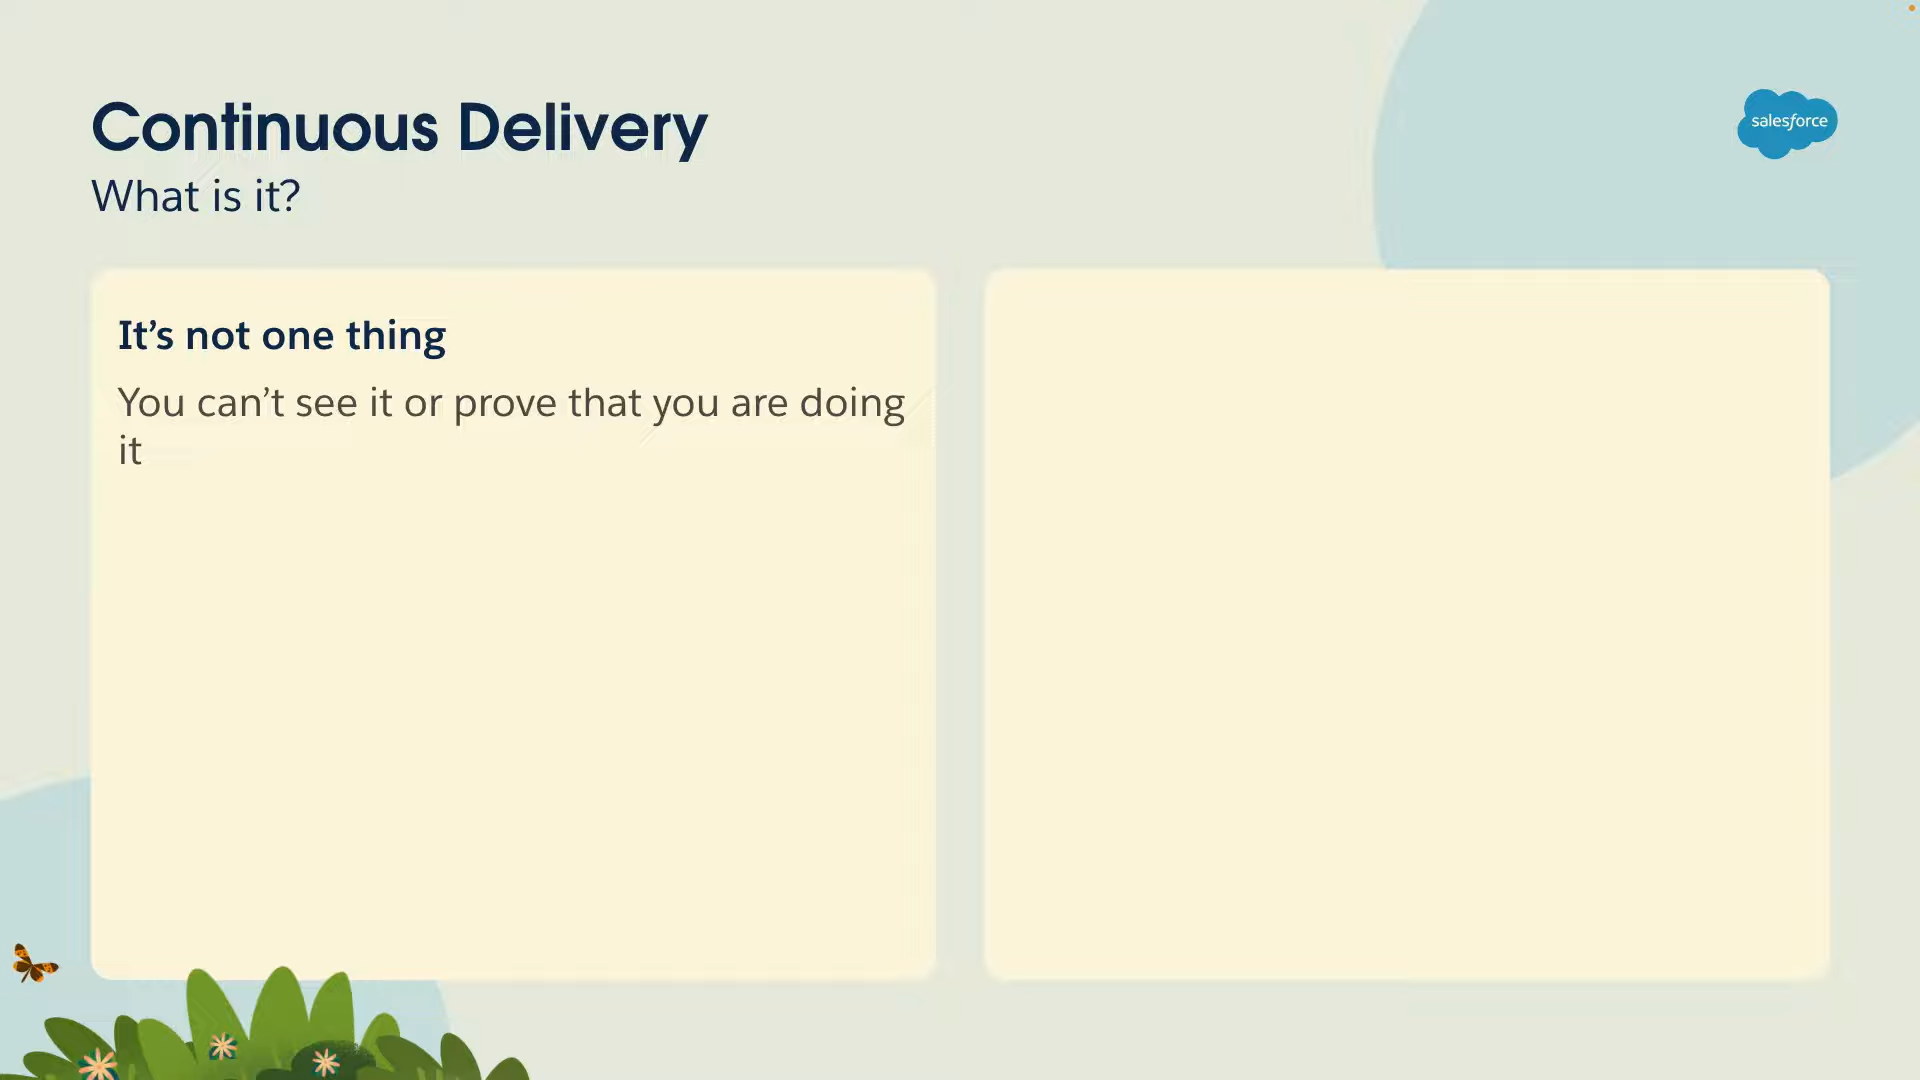 Continuous Delivery
salesforce
What is it?
It’s not one thing
You can’t see it or prove that you are doing
it